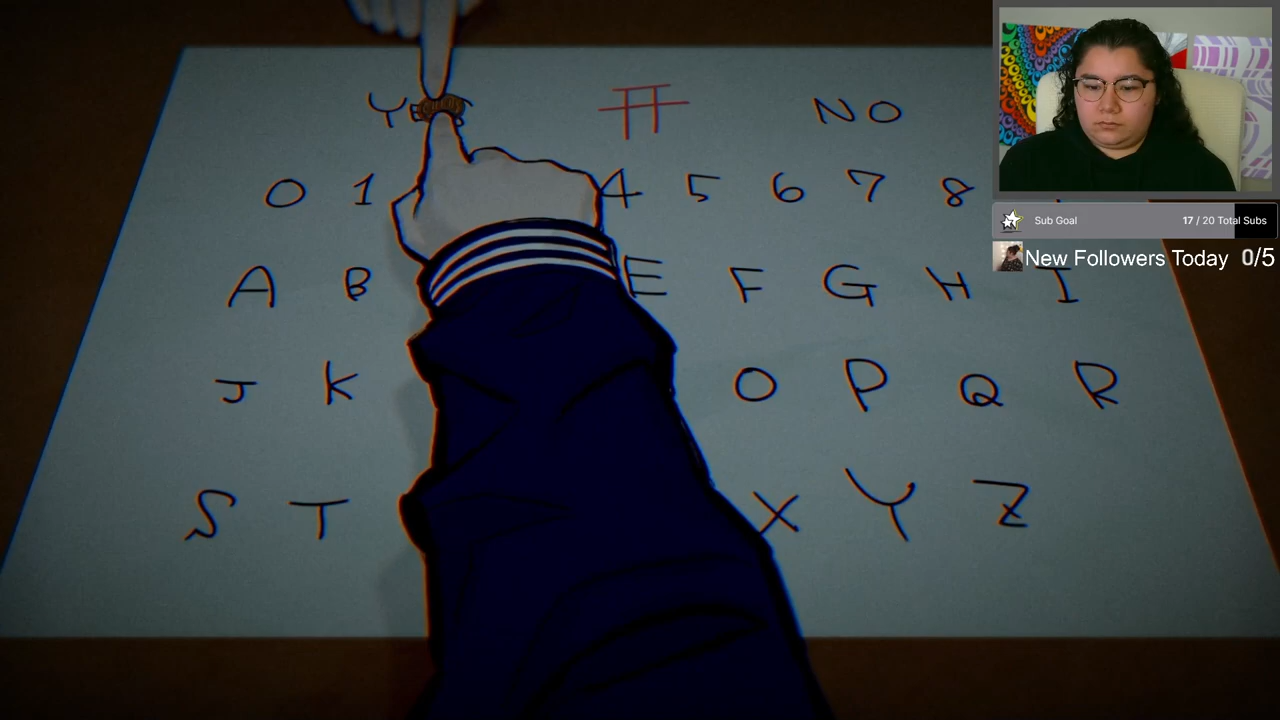 NO
0 1 4 5 6 7 8
A B E F G H I
J K O P Q R
S T X Y Z
Sub Goal 17 / 20 Total Subs
New Followers Today 0/5